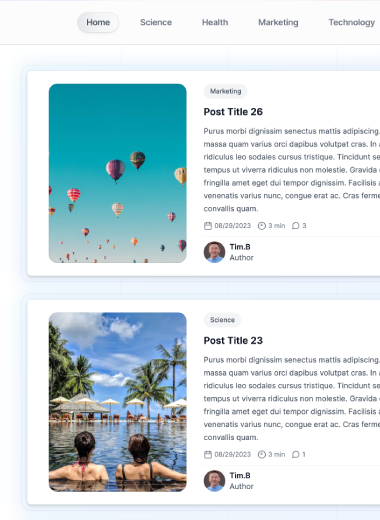 Home Science Health Marketing Technology
Marketing
Post Title 26
Purus morbi dignissim senectus mattis adipiscing.
massa quam varius orci dapibus volutpat cras. In
ridiculus leo sodales cursus tristique. Tincidunt se
tempus ut viverra ridiculus non molestie. Gravida
fringilla amet eget dui tempor dignissim. Facilisis
venenatis varius nunc, congue erat ac. Cras ferme
convallis quam.
08/29/2023 3 min 3
Tim.B
Author
Science
Post Title 23
Purus morbi dignissim senectus mattis adipiscing.
massa quam varius orci dapibus volutpat cras. In
ridiculus leo sodales cursus tristique. Tincidunt se
tempus ut viverra ridiculus non molestie. Gravida
fringilla amet eget dui tempor dignissim. Facilisis
venenatis varius nunc, congue erat ac. Cras ferme
convallis quam.
08/29/2023 3 min 1
Tim.B
Author